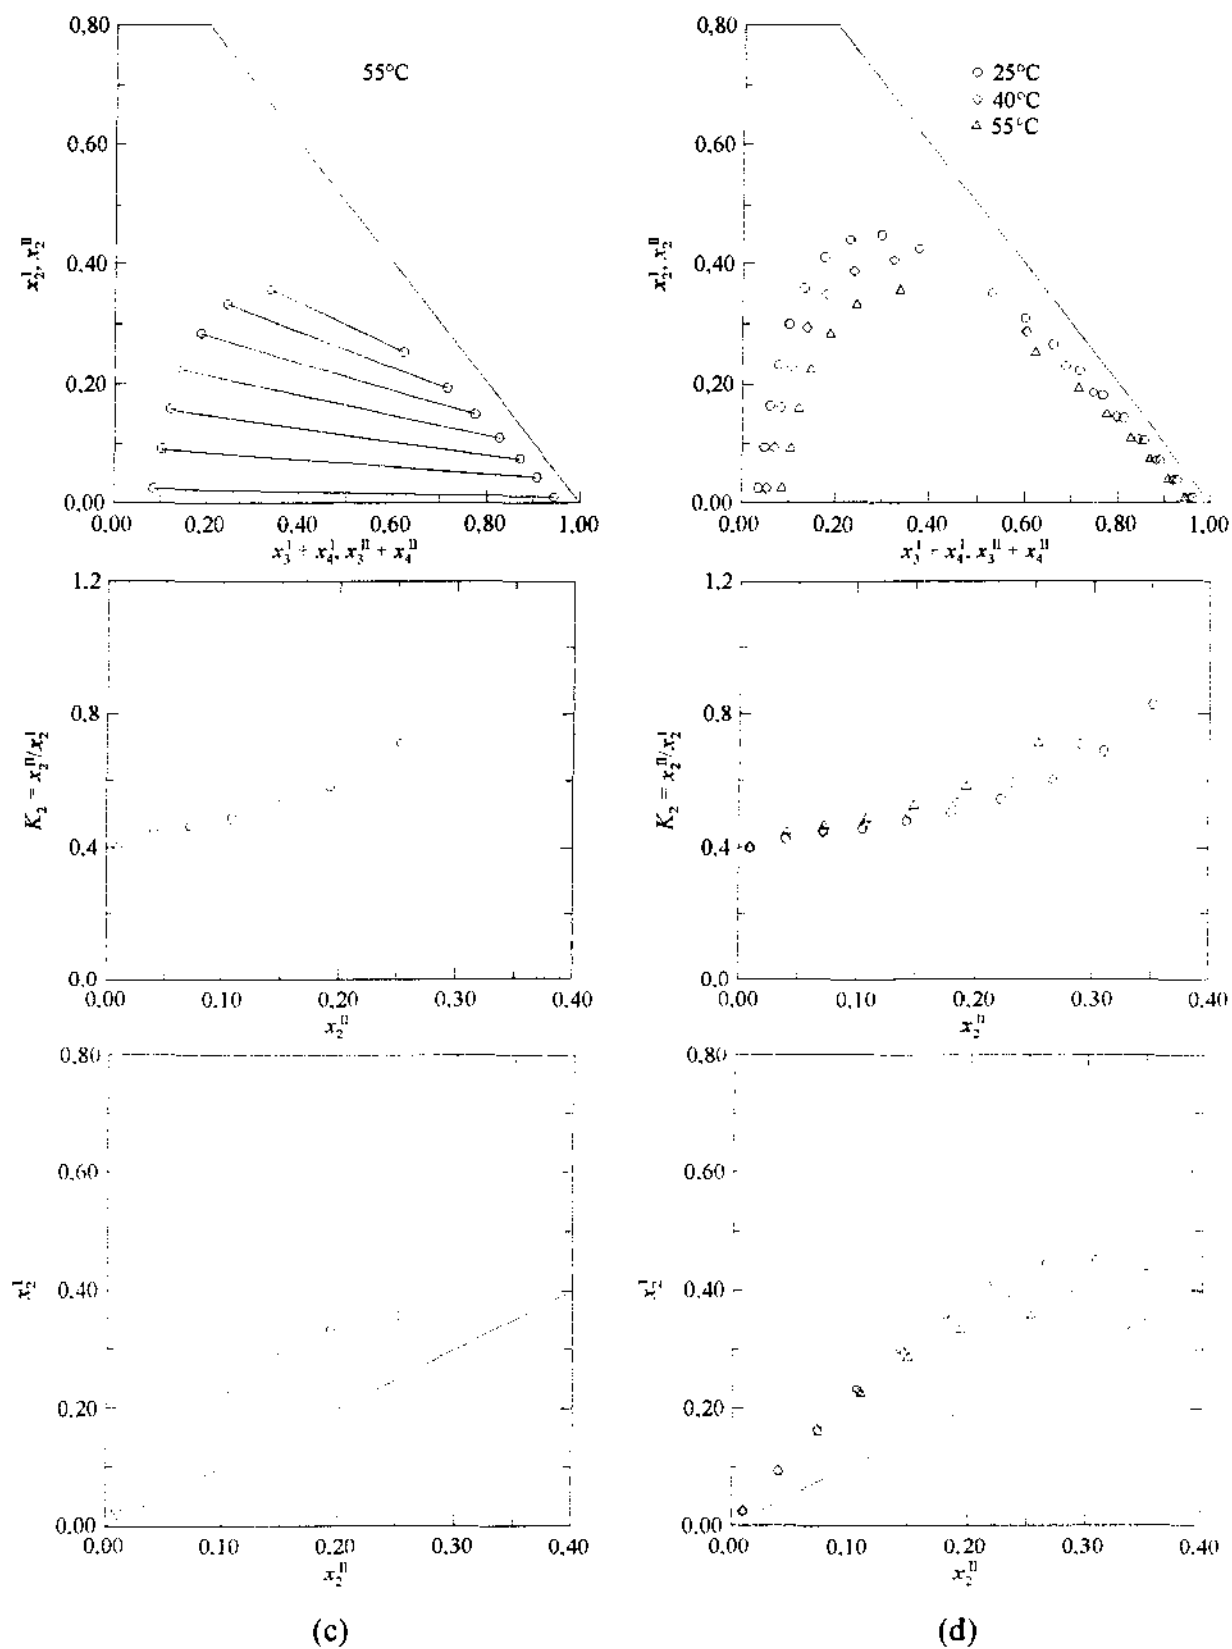 0,80
0,60
0,40
0,20
0,00
55°C
x₂ᴵ, x₂ᴵᴵ
0,00 0,20 0,40 0,60 0,80 1,00
x₃ᴵ + x₄ᴵ, x₃ᴵᴵ + x₄ᴵᴵ
0,80
0,60
0,40
0,20
0,00
○ 25°C
◇ 40°C
△ 55°C
x₂ᴵ, x₂ᴵᴵ
0,00 0,20 0,40 0,60 0,80 1,00
x₃ᴵ + x₄ᴵ, x₃ᴵᴵ + x₄ᴵᴵ
1,2
0,8
0,4
0,0
K₂ = x₂ᴵᴵ/x₂ᴵ
0,00 0,10 0,20 0,30 0,40
x₂ᴵᴵ
1,2
0,8
0,4
0,0
K₂ = x₂ᴵᴵ/x₂ᴵ
0,00 0,10 0,20 0,30 0,40
x₂ᴵᴵ
0,80
0,60
0,40
0,20
0,00
x₂ᴵ
0,00 0,10 0,20 0,30 0,40
x₂ᴵᴵ
(c)
0,80
0,60
0,40
0,20
0,00
x₂ᴵ
0,00 0,10 0,20 0,30 0,40
x₂ᴵᴵ
(d)